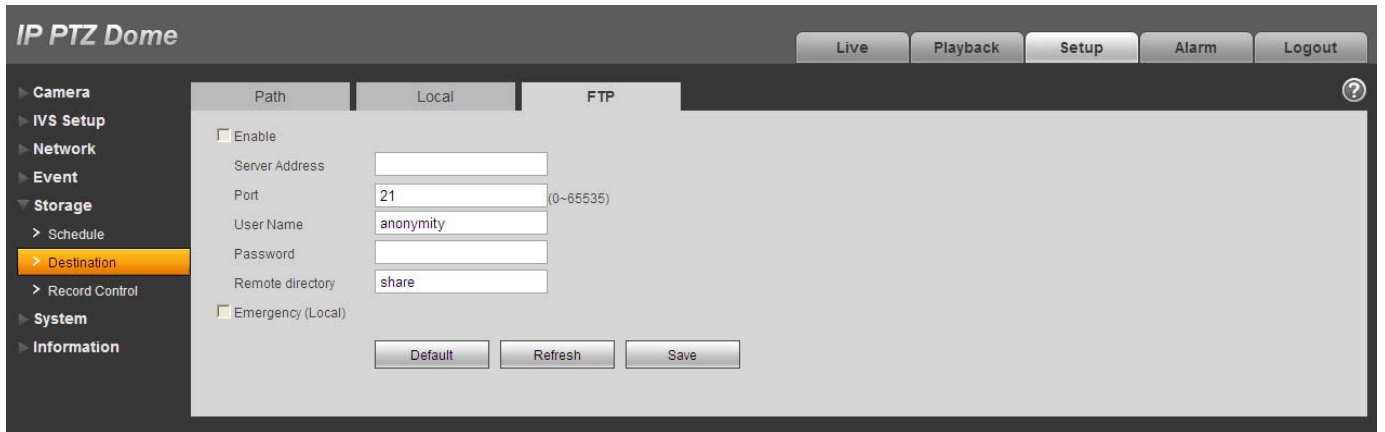 IP PTZ Dome
Live Playback Setup Alarm Logout
Camera
IVS Setup
Network
Event
Storage
> Schedule
> Destination
> Record Control
System
Information
Path Local FTP
?
Enable
Server Address
Port 21 (0~65535)
User Name anonymity
Password
Remote directory share
Emergency (Local)
Default Refresh Save